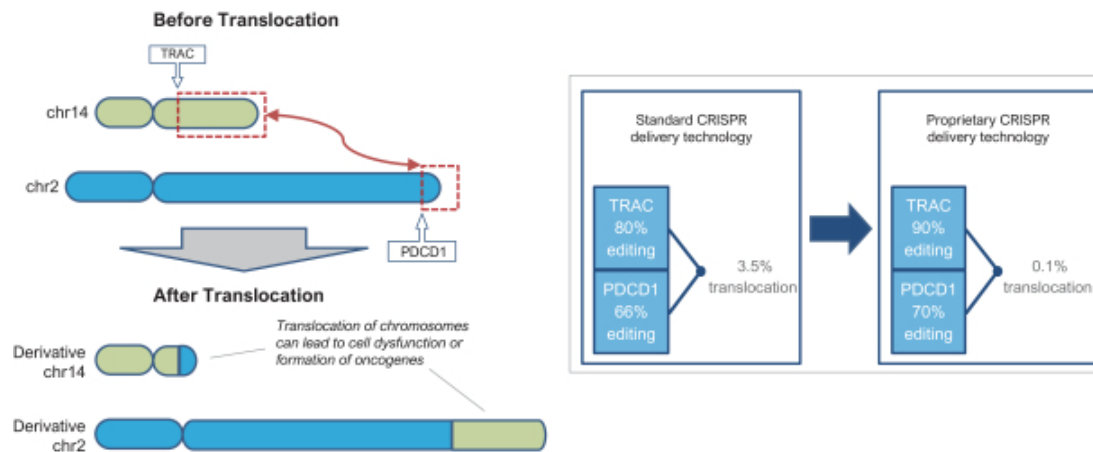 Before Translocation
TRAC
chr14
chr2
PDCD1
After Translocation
Translocation of chromosomes
can lead to cell dysfunction or
formation of oncogenes
Derivative
chr14
Derivative
chr2
Standard CRISPR
delivery technology
TRAC
80%
editing
PDCD1
66%
editing
3.5%
translocation
Proprietary CRISPR
delivery technology
TRAC
90%
editing
PDCD1
70%
editing
0.1%
translocation